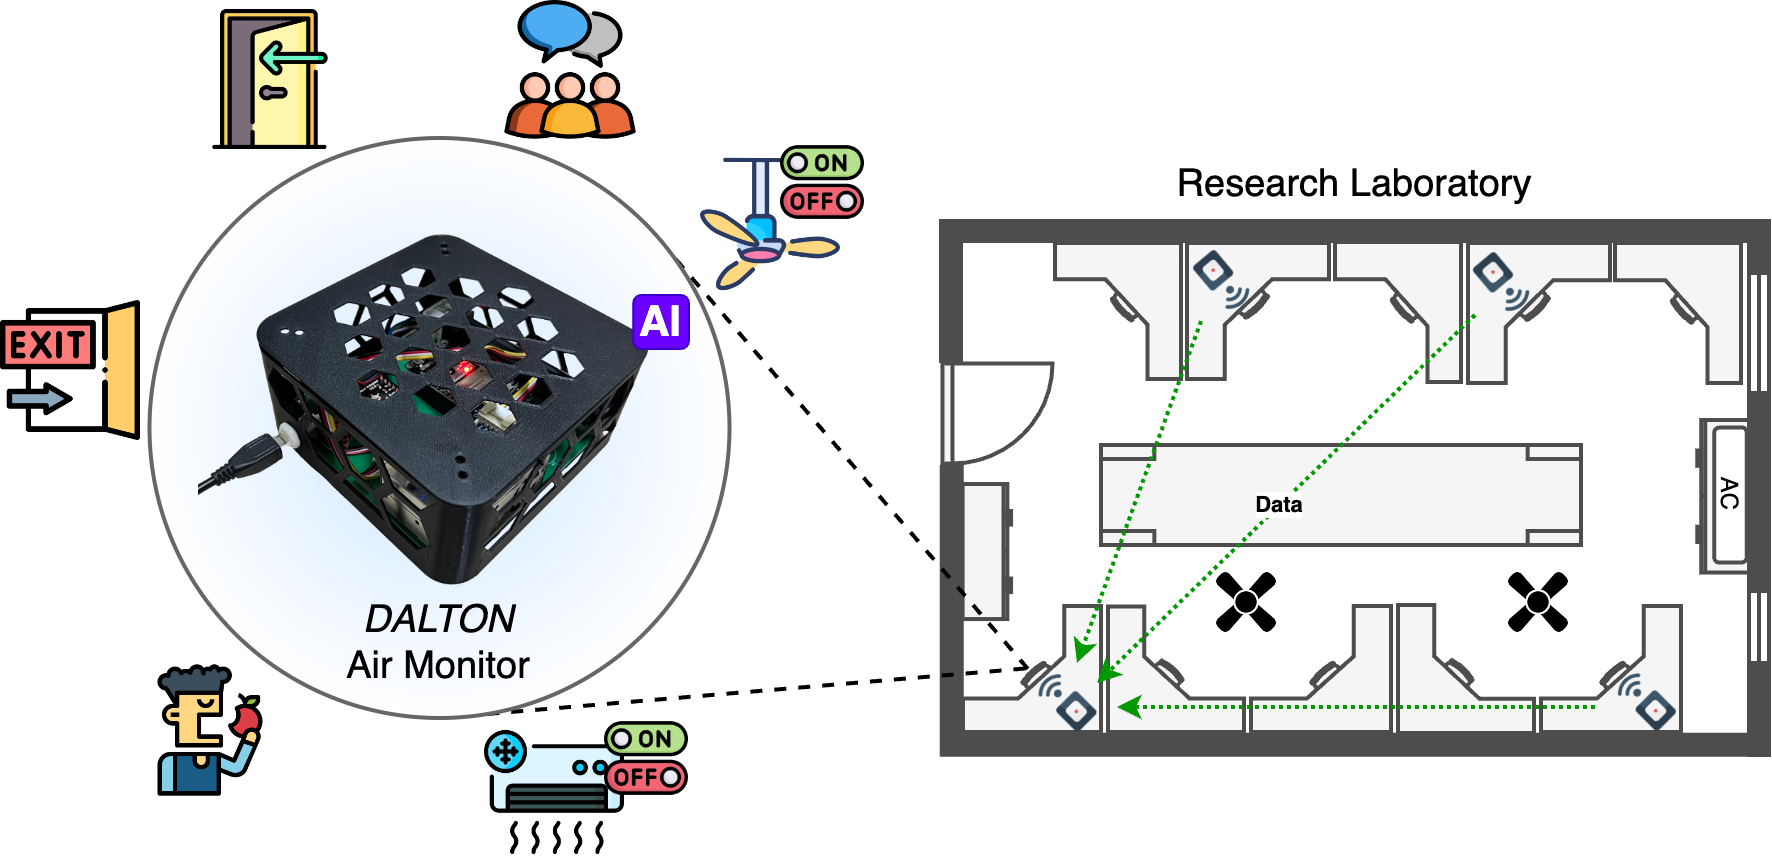 ON
OFF
Research Laboratory
AI
EXIT
AC
Data
DALTON
Air Monitor
ON
OFF